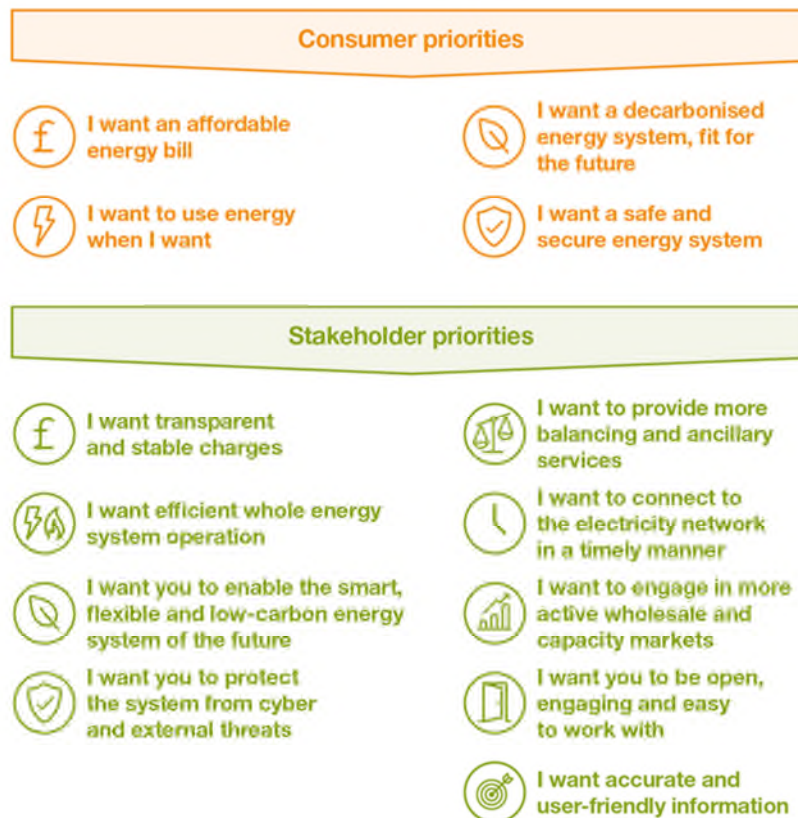 Consumer priorities
I want an affordable
energy bill
I want a decarbonised
energy system, fit for
the future
I want to use energy
when I want
I want a safe and
secure energy system
Stakeholder priorities
I want transparent
and stable charges
I want to provide more
balancing and ancillary
services
I want efficient whole energy
system operation
I want to connect to
the electricity network
in a timely manner
I want you to enable the smart,
flexible and low-carbon energy
system of the future
I want to engage in more
active wholesale and
capacity markets
I want you to protect
the system from cyber
and external threats
I want you to be open,
engaging and easy
to work with
I want accurate and
user-friendly information